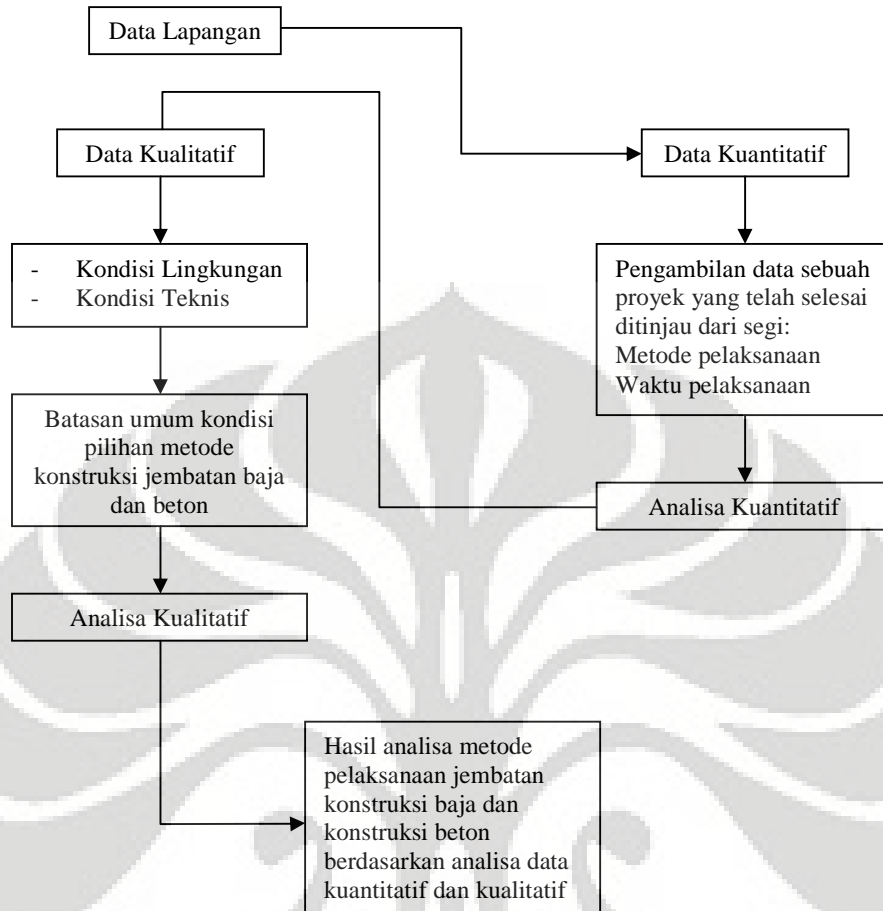 Data Lapangan
Data Kualitatif
Data Kuantitatif
- Kondisi Lingkungan
- Kondisi Teknis
Pengambilan data sebuah
proyek yang telah selesai
ditinjau dari segi:
Metode pelaksanaan
Waktu pelaksanaan
Batasan umum kondisi
pilihan metode
konstruksi jembatan baja
dan beton
Analisa Kuantitatif
Analisa Kualitatif
Hasil analisa metode
pelaksanaan jembatan
konstruksi baja dan
konstruksi beton
berdasarkan analisa data
kuantitatif dan kualitatif